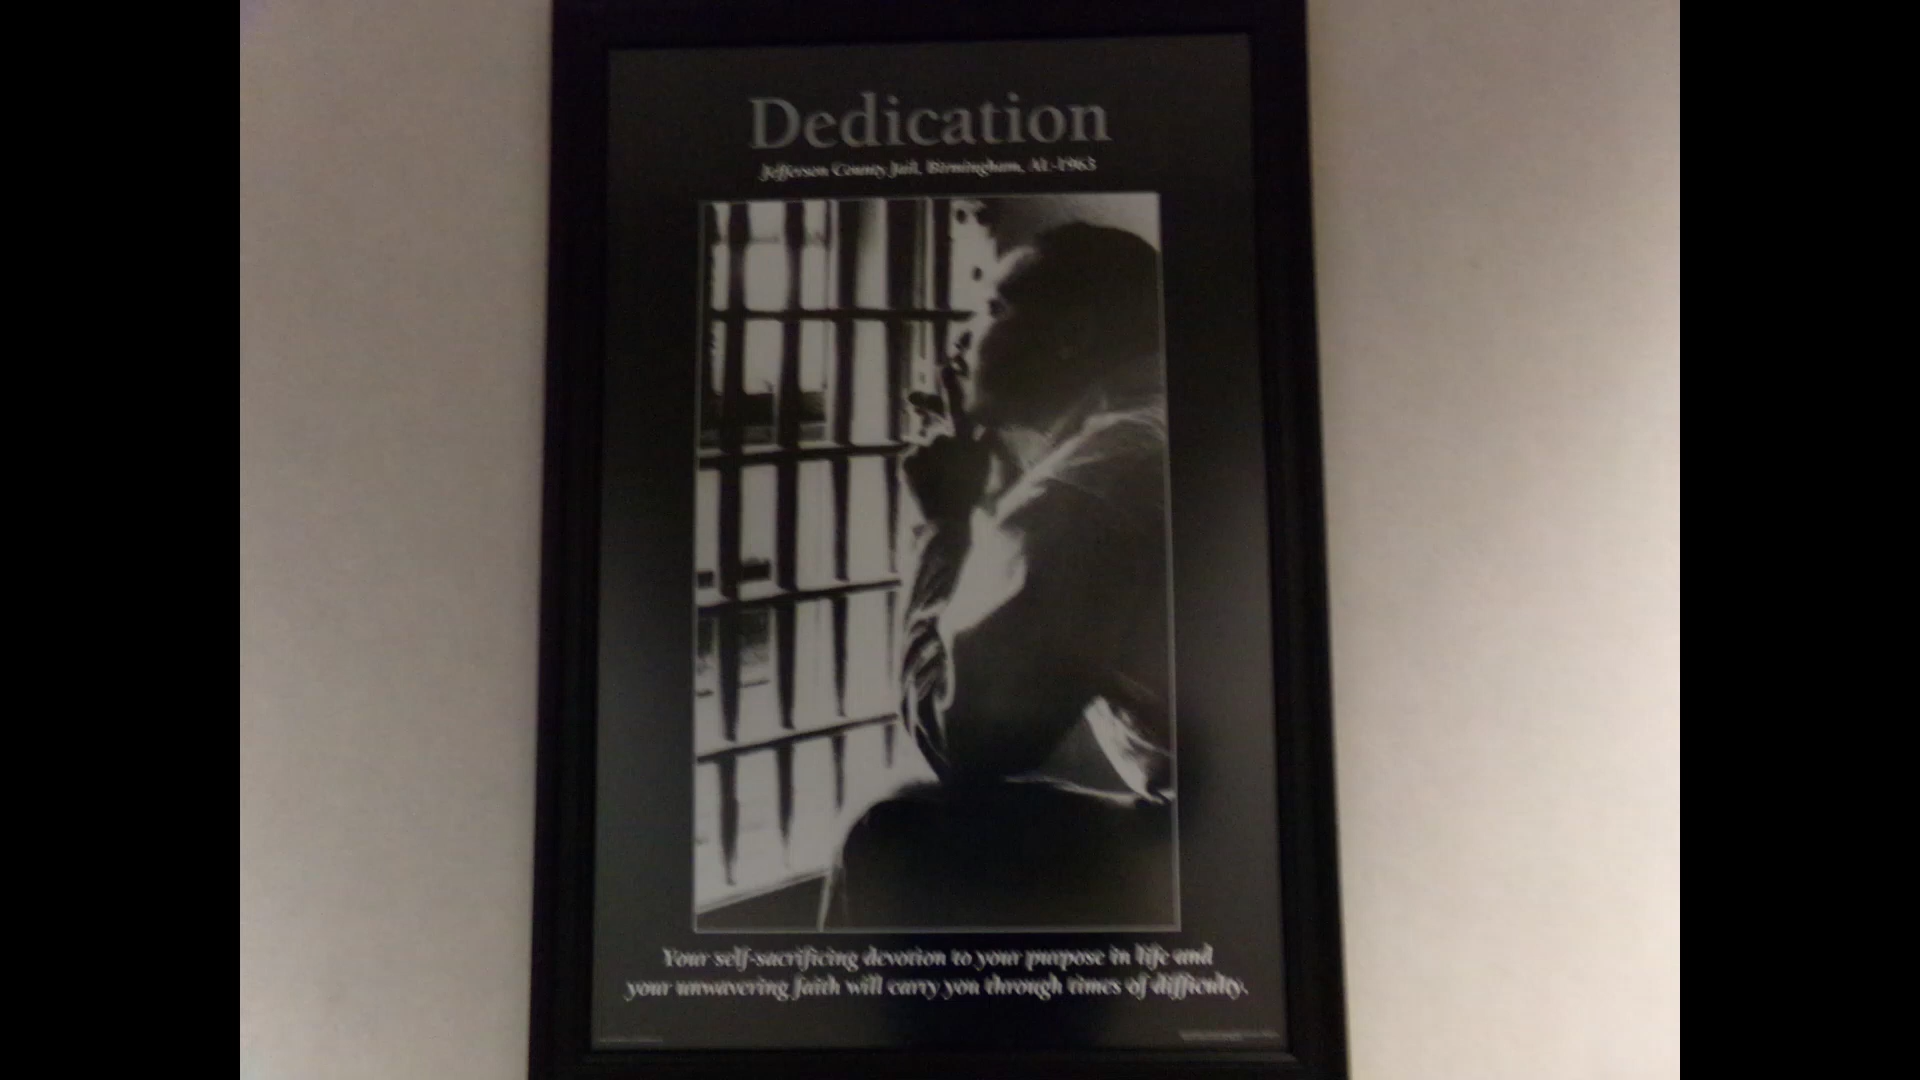 Dedication
Jefferson County Jail, Birmingham, AL-1963
Your self-sacrificing devotion to your purpose in life and
your unwavering faith will carry you through times of difficulty.